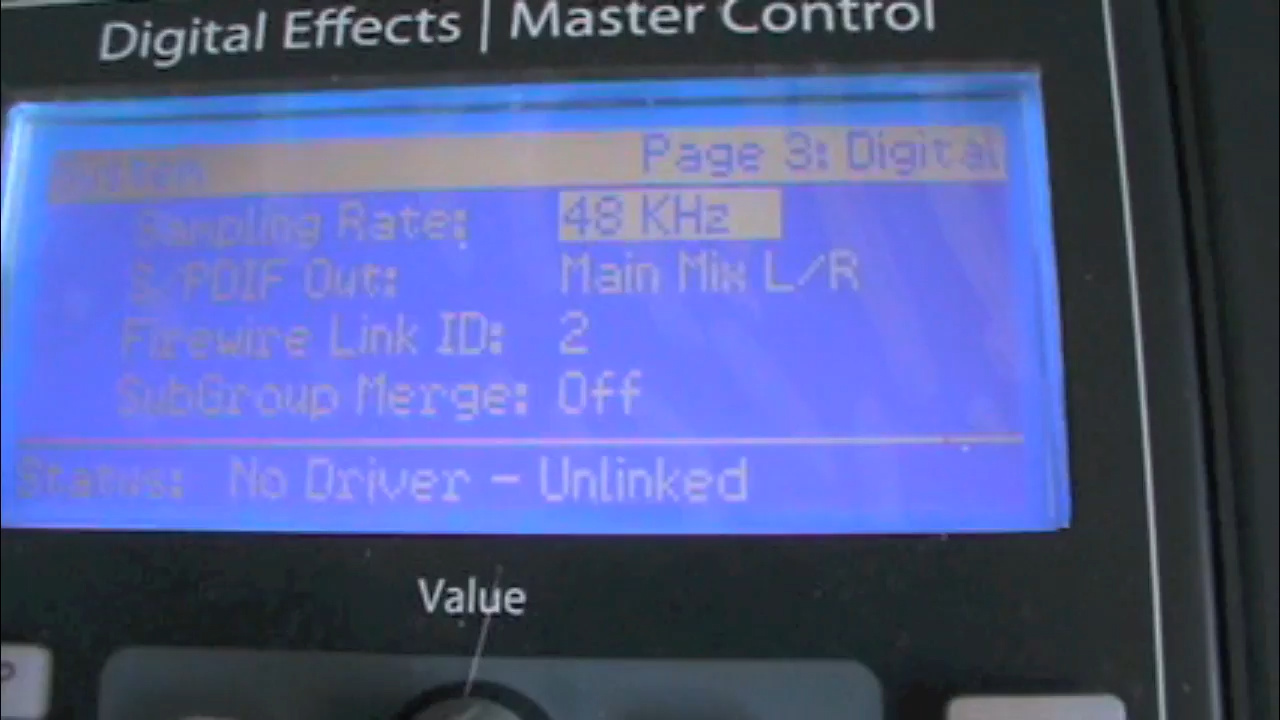 Digital Effects | Master Control
System Page 3: Digital
Sampling Rate: 48 KHz
S/PDIF Out: Main Mix L/R
Firewire Link ID: 2
SubGroup Merge: Off
Status: No Driver - Unlinked
Value